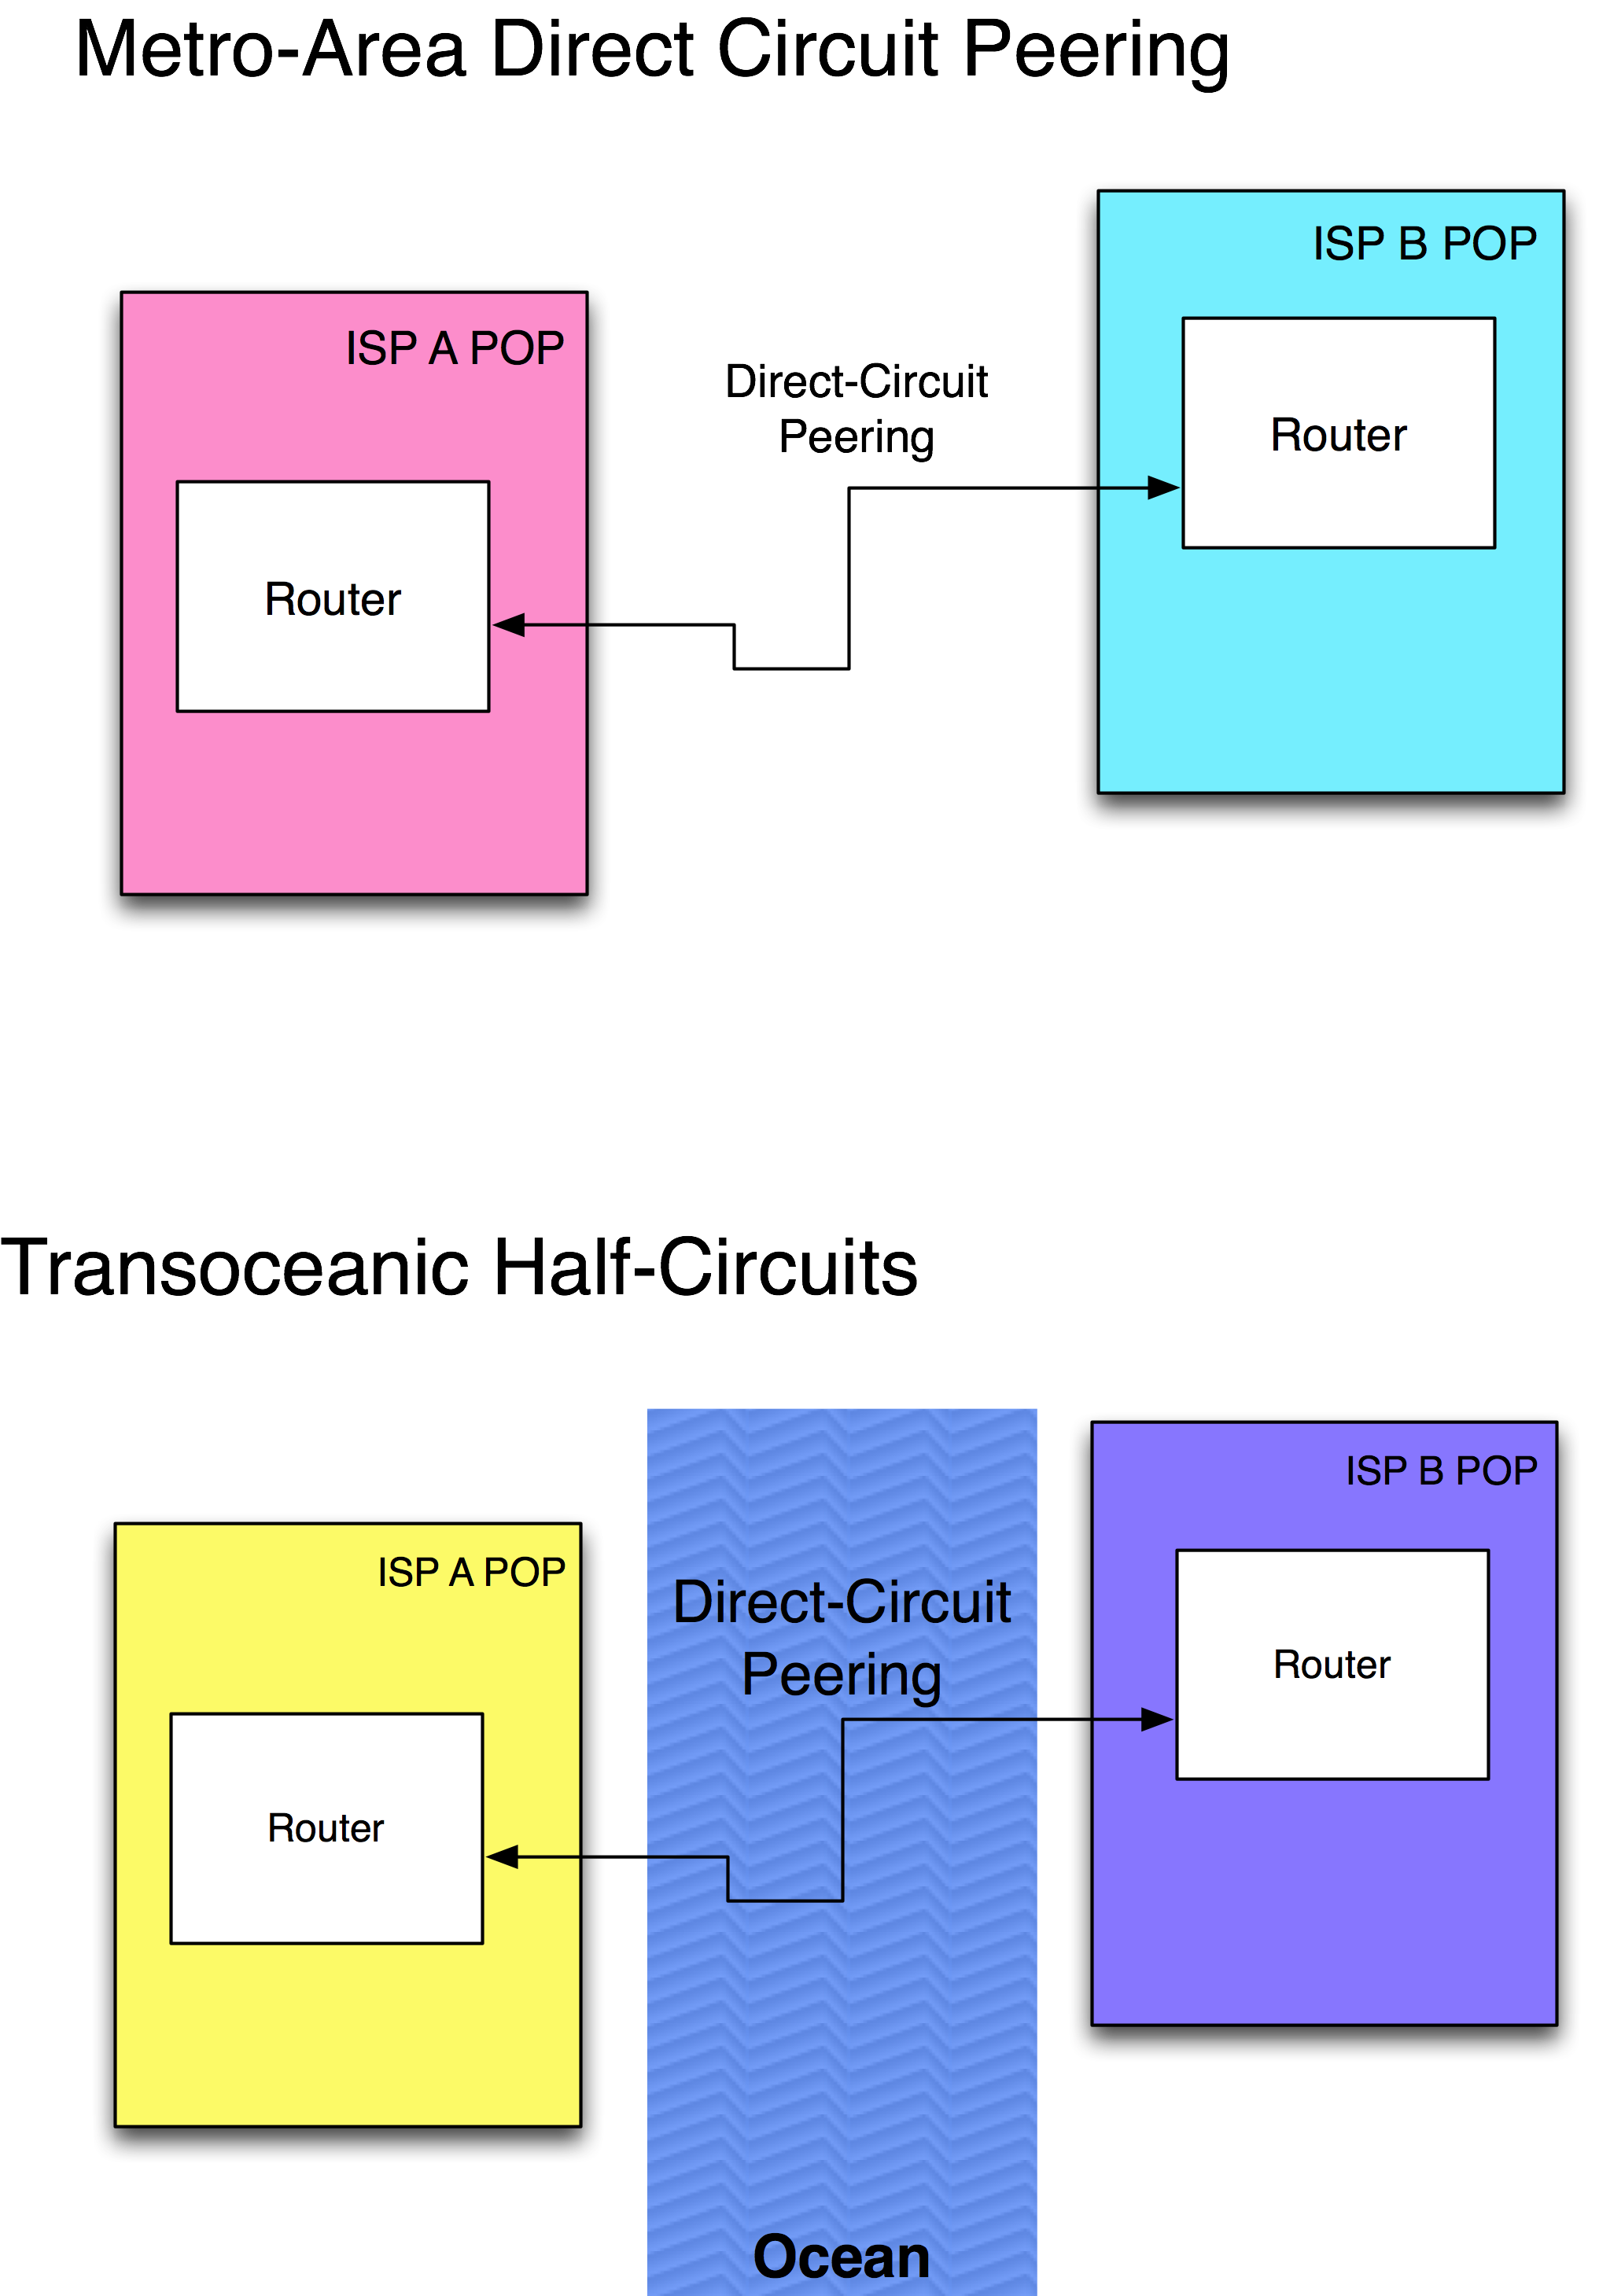 Metro-Area Direct Circuit Peering
ISP B POP
ISP A POP
Direct-Circuit
Peering
Router
Router
Transoceanic Half-Circuits
ISP B POP
ISP A POP
Direct-Circuit
Peering
Router
Router
Ocean